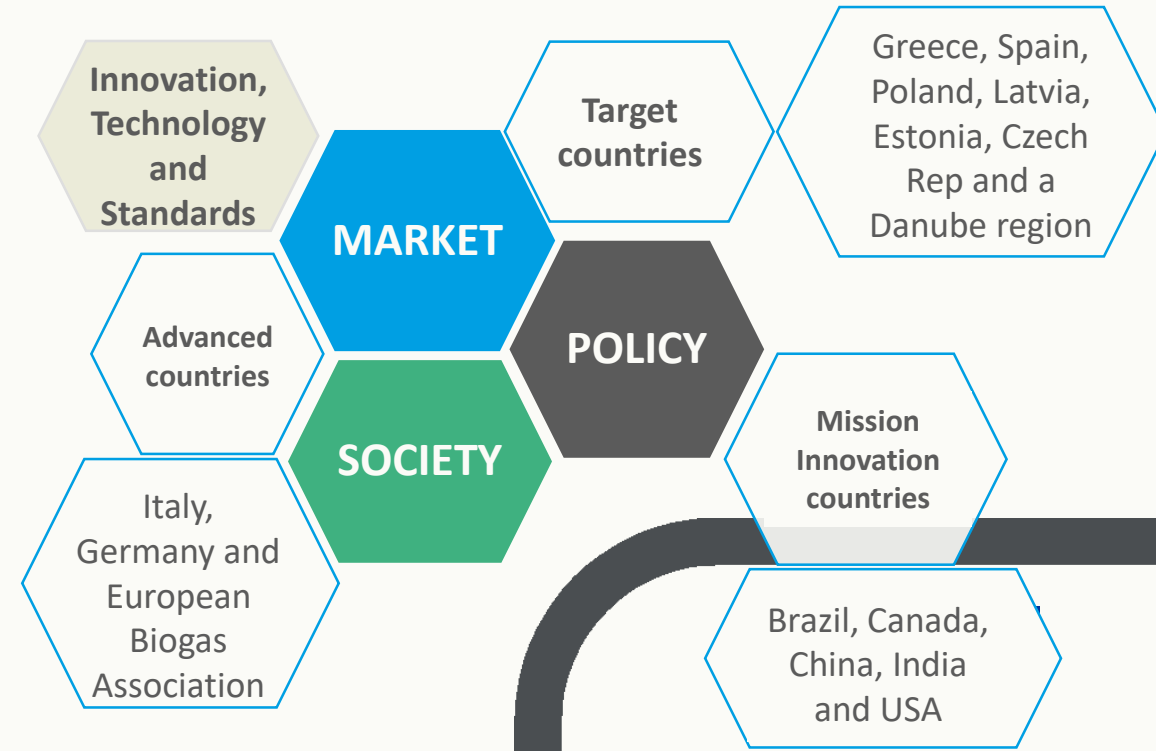 Innovation,
Technology
and
Standards
MARKET
Target
countries
Greece, Spain,
Poland, Latvia,
Estonia, Czech
Rep and a
Danube region
POLICY
Advanced
countries
SOCIETY
Italy,
Germany and
European
Biogas
Association
Mission
Innovation
countries
Brazil, Canada,
China, India
and USA